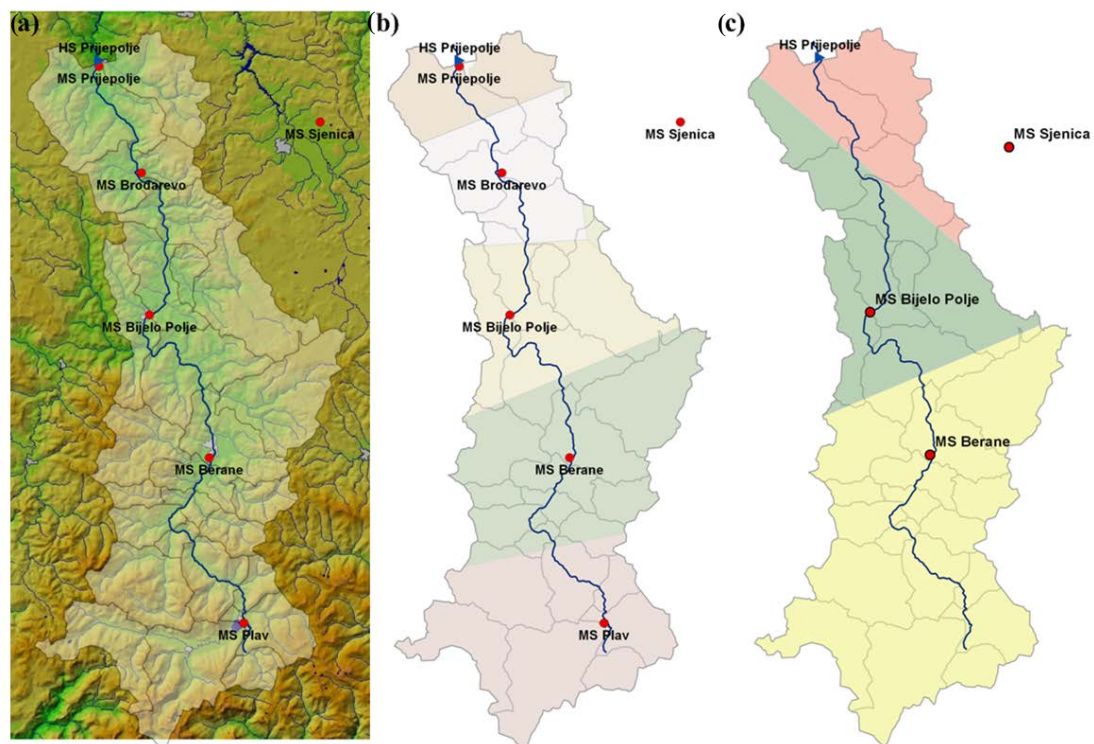 (a)
HS Prijepolje
MS Prijepolje
MS Sjenica
MS Brodarevo
MS Bijelo Polje
MS Berane
MS Plav
(b)
HS Prijepolje
MS Prijepolje
MS Sjenica
MS Brodarevo
MS Bijelo Polje
MS Berane
MS Plav
(c)
HS Prijepolje
MS Sjenica
MS Bijelo Polje
MS Berane